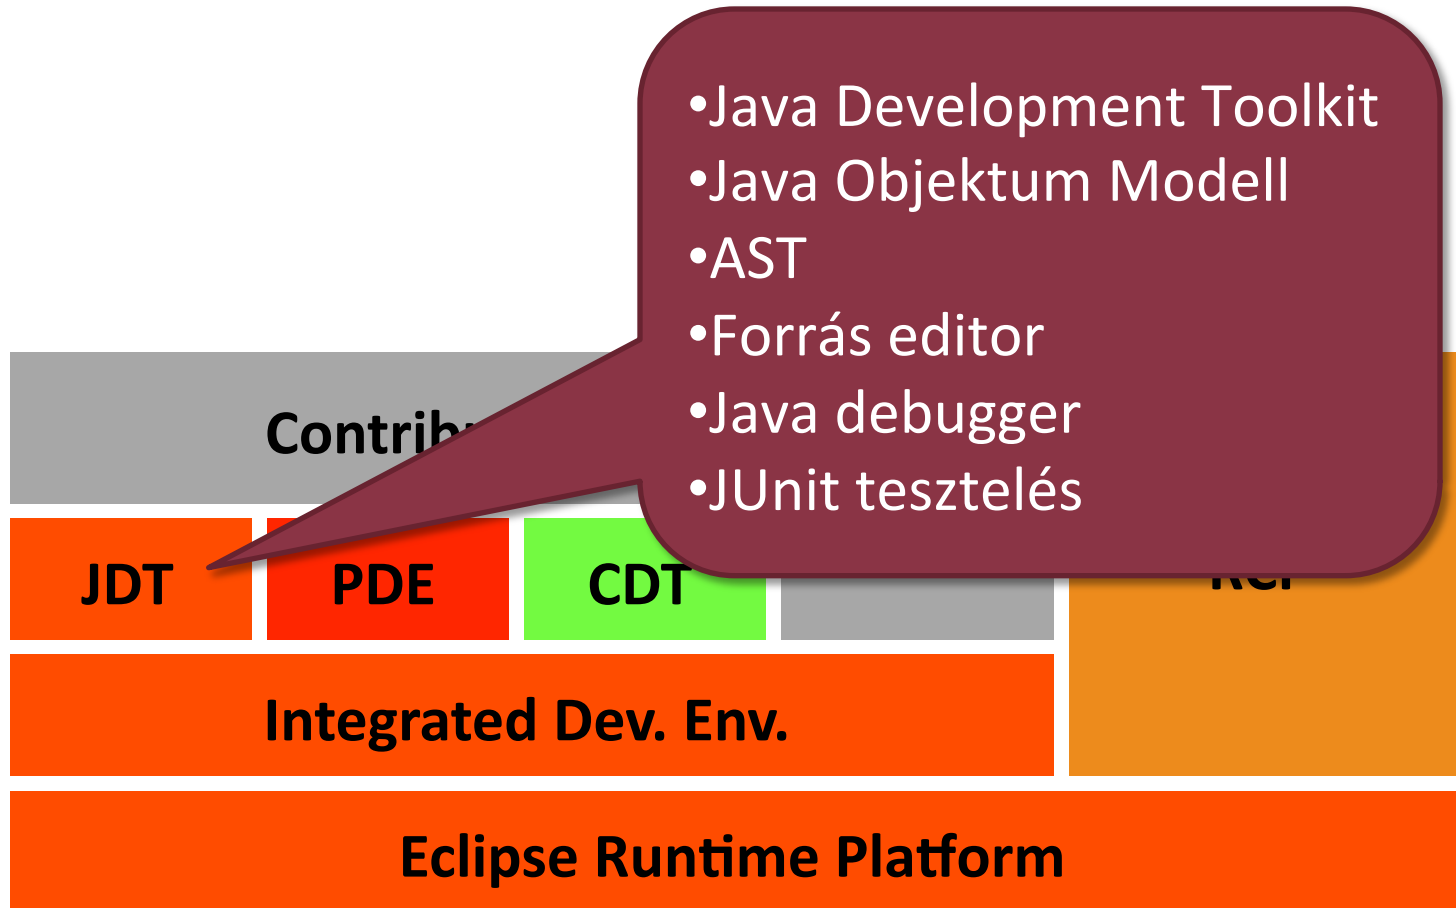 •Java Development Toolkit
•Java Objektum Modell
•AST
•Forrás editor
•Java debugger
•JUnit tesztelés
JDT
PDE
CDT
Integrated Dev. Env.
Eclipse Runtime Platform